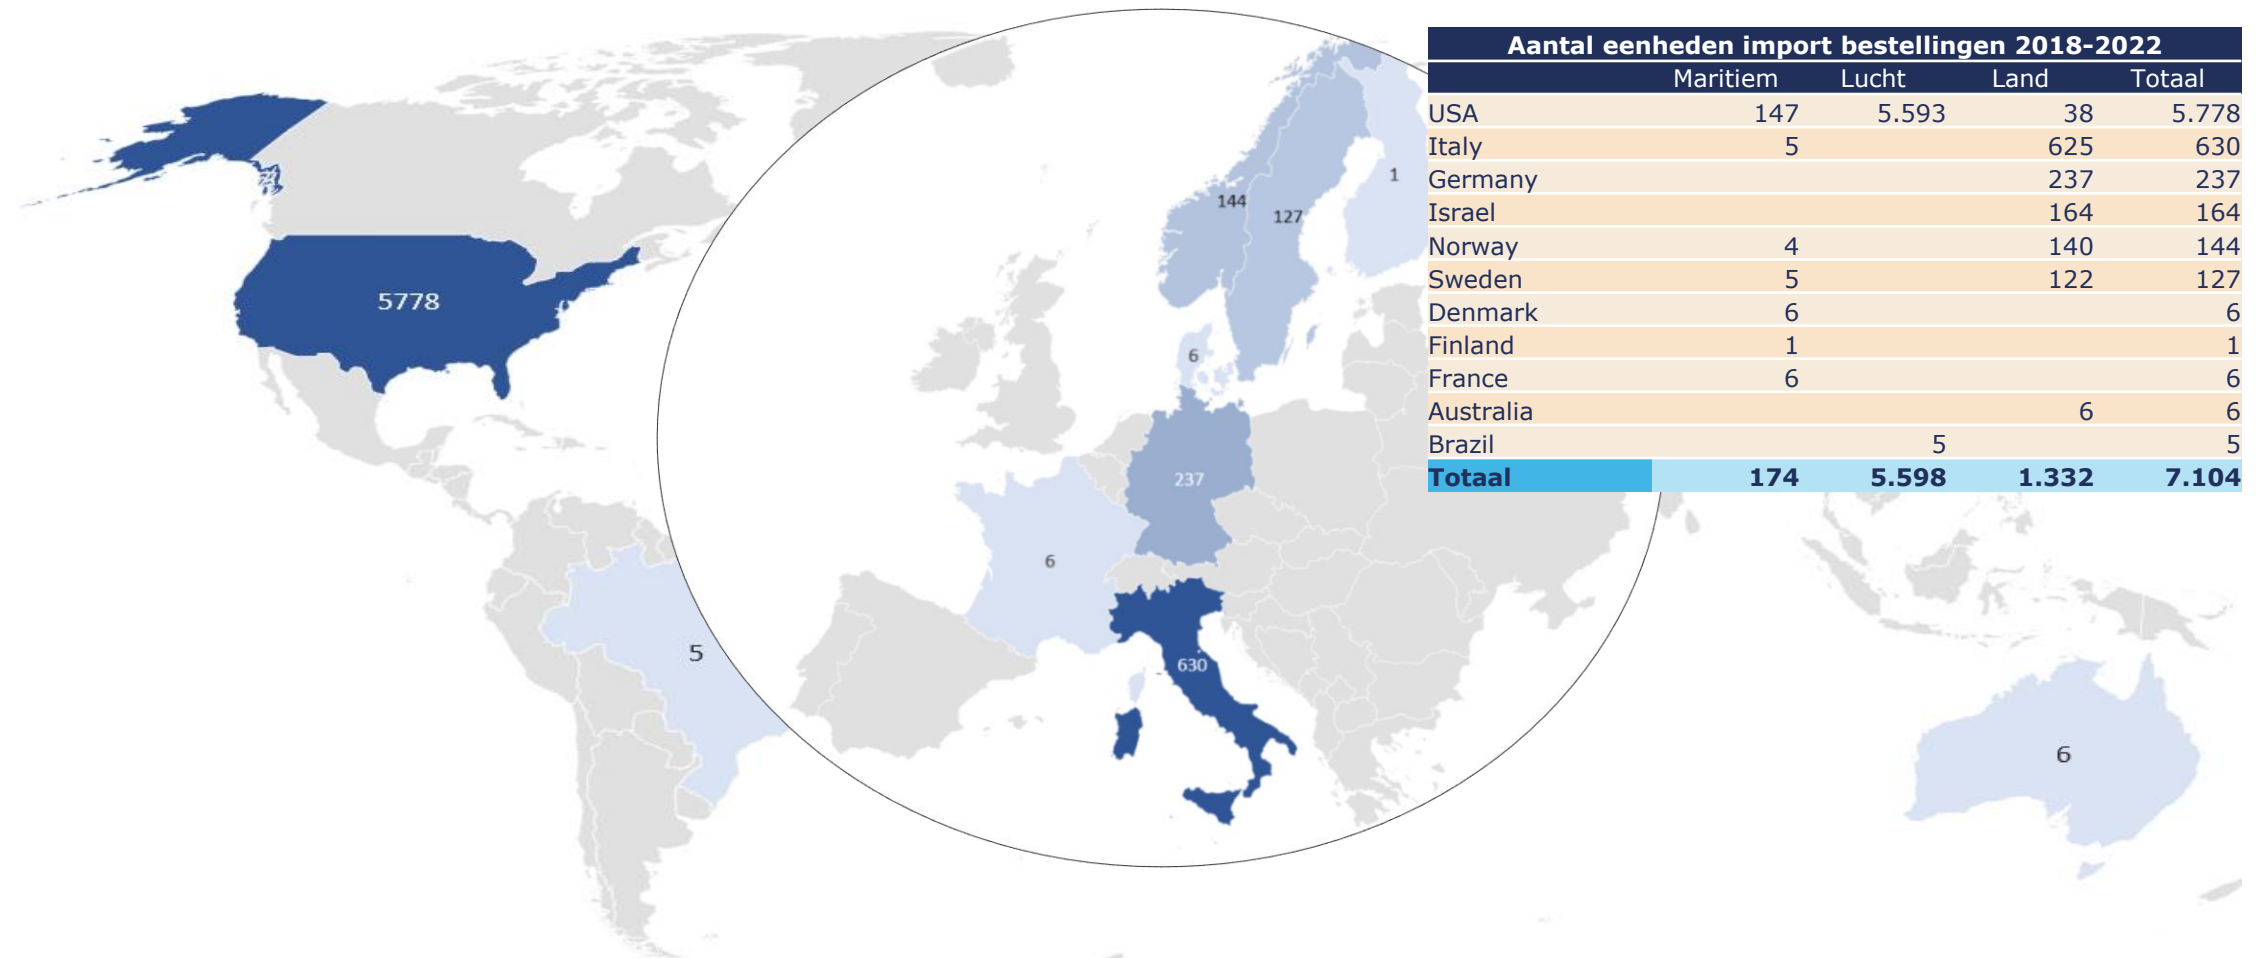 Aantal eenheden import bestellingen 2018-2022
Maritiem Lucht Land Totaal
USA 147 5.593 38 5.778
Italy 5 625 630
Germany 237 237
Israel 164 164
Norway 4 140 144
Sweden 5 122 127
Denmark 6 6
Finland 1 1
France 6 6
Australia 6 6
Brazil 5 5
Totaal 174 5.598 1.332 7.104
1
144
127
5778
6
237
6
5
630
6